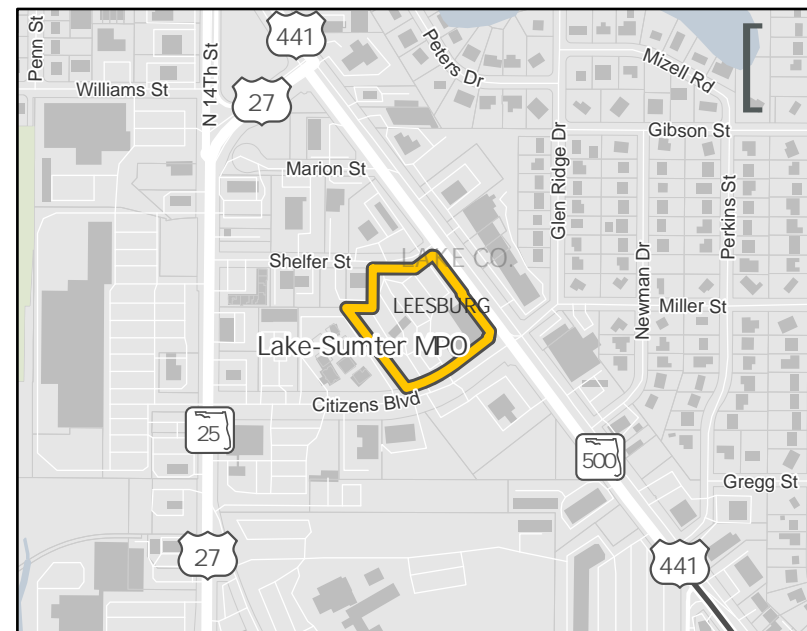 Penn St
441
Peters Dr
Mizell Rd
Williams St
N 14Th St
27
Gibson St
Marion St
Glen Ridge Dr
Perkins St
Shelfer St
LAKE CO.
Newman Dr
LEESBURG
Miller St
Lake-Sumter MPO
Citizens Blvd
25
500
Gregg St
27
441